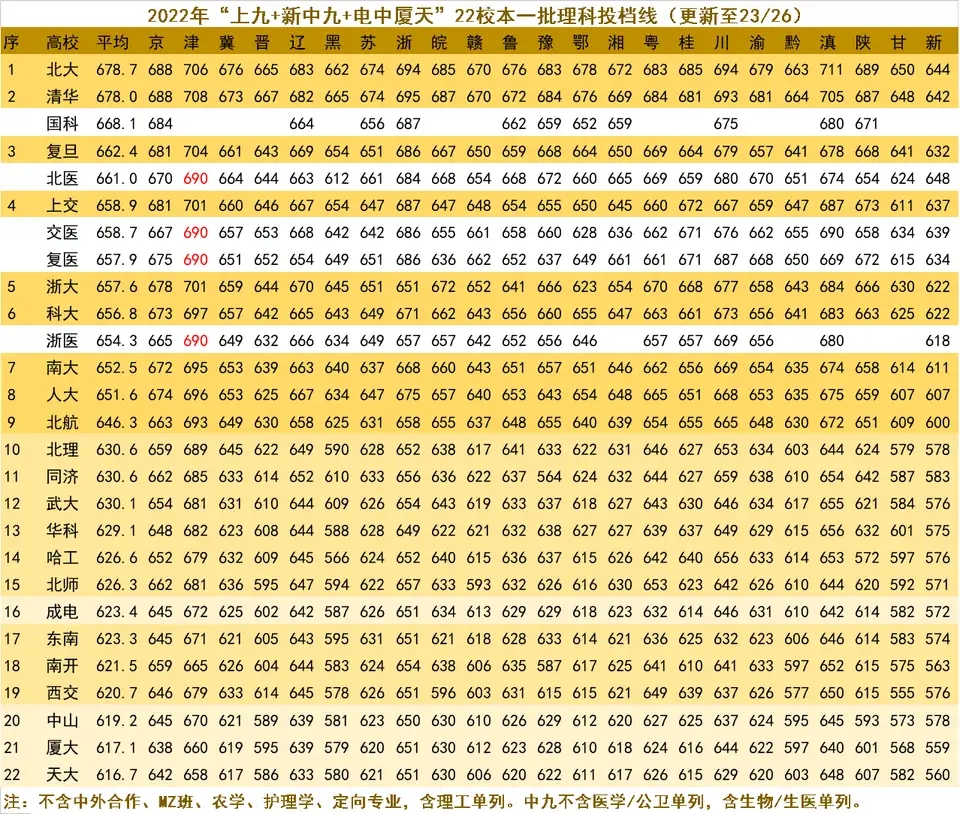 2022年“上九+新中九+电中厦天”22校本一批理科投档线（更新至23/26）
序 高校 平均 京 津 冀 晋 辽 黑 苏 浙 皖 赣 鲁 豫 鄂 湘 粤 桂 川 渝 黔 滇 陕 甘 新
1 北大 678.7 688 706 676 665 683 662 674 694 685 670 676 683 678 672 683 685 694 679 663 711 689 650 644
2 清华 678.0 688 708 673 667 682 665 674 695 687 670 672 684 676 669 684 681 693 681 664 705 687 648 642
国科 668.1 684 664 656 687 662 659 652 659 675 680 671
3 复旦 662.4 681 704 661 643 669 654 651 686 667 650 659 668 664 650 669 664 679 657 641 678 668 641 632
北医 661.0 670 690 664 644 663 612 661 684 668 654 668 672 660 665 669 659 680 670 651 674 654 624 648
4 上交 658.9 681 701 660 646 667 654 647 687 647 648 654 655 650 645 660 672 667 659 647 687 673 611 637
交医 658.7 667 690 657 653 668 642 642 686 655 661 658 660 628 636 662 671 676 662 655 690 658 634 639
复医 657.9 675 690 651 652 654 649 651 686 636 662 652 637 649 661 661 671 687 668 650 669 672 615 634
5 浙大 657.6 678 701 659 644 670 645 651 651 672 652 641 666 623 654 670 668 677 658 643 684 666 630 622
6 科大 656.8 673 697 657 642 665 643 649 671 662 643 656 660 655 647 663 661 673 656 641 683 663 625 622
浙医 654.3 665 690 649 632 666 634 649 657 657 642 652 656 646 657 657 669 656 680 618
7 南大 652.5 672 695 653 639 663 640 637 668 660 643 651 657 651 646 662 656 669 654 635 674 658 614 611
8 人大 651.6 674 696 653 625 667 634 647 675 657 640 653 643 654 648 665 651 668 653 635 675 659 607 607
9 北航 646.3 663 693 649 630 658 625 631 658 655 637 648 655 640 639 654 655 665 648 630 672 651 609 600
10 北理 630.6 659 689 645 622 649 590 628 652 638 617 641 633 622 631 646 627 653 634 603 644 624 579 578
11 同济 630.6 662 685 633 614 652 610 633 656 636 622 637 564 624 632 644 627 659 638 610 654 642 587 583
12 武大 630.1 654 681 631 610 644 609 626 654 643 619 633 637 618 627 643 630 646 634 617 655 621 584 576
13 华科 629.1 648 682 623 608 644 588 628 649 622 621 632 638 627 627 639 637 649 629 615 656 632 601 575
14 哈工 626.6 652 679 632 609 645 566 624 652 640 615 636 637 615 626 642 640 656 633 614 653 572 597 576
15 北师 626.3 662 681 636 595 647 594 622 657 633 593 632 626 616 630 653 623 642 626 610 644 620 592 571
16 成电 623.4 645 672 625 602 642 587 626 651 634 613 629 629 618 623 632 614 646 631 610 642 614 582 572
17 东南 623.3 645 671 621 605 643 595 631 651 621 618 628 633 614 621 636 625 632 623 606 646 614 583 574
18 南开 621.5 659 665 626 604 644 583 624 654 638 606 635 587 617 625 641 610 641 633 597 652 615 575 563
19 西交 620.7 646 679 633 614 645 578 626 651 596 603 631 615 615 621 649 639 637 626 577 650 615 555 576
20 中山 619.2 645 670 621 589 639 581 623 650 630 610 626 629 612 620 627 625 637 624 595 645 593 573 578
21 厦大 617.1 638 660 619 595 639 579 620 651 630 612 623 628 610 618 624 616 644 622 597 640 601 568 559
22 天大 616.7 642 658 617 586 633 580 621 651 630 606 620 622 611 617 626 615 629 620 603 648 607 582 560
注：不含中外合作、MZ班、农学、护理学、定向专业，含理工单列。中九不含医学/公卫单列，含生物/生医单列。